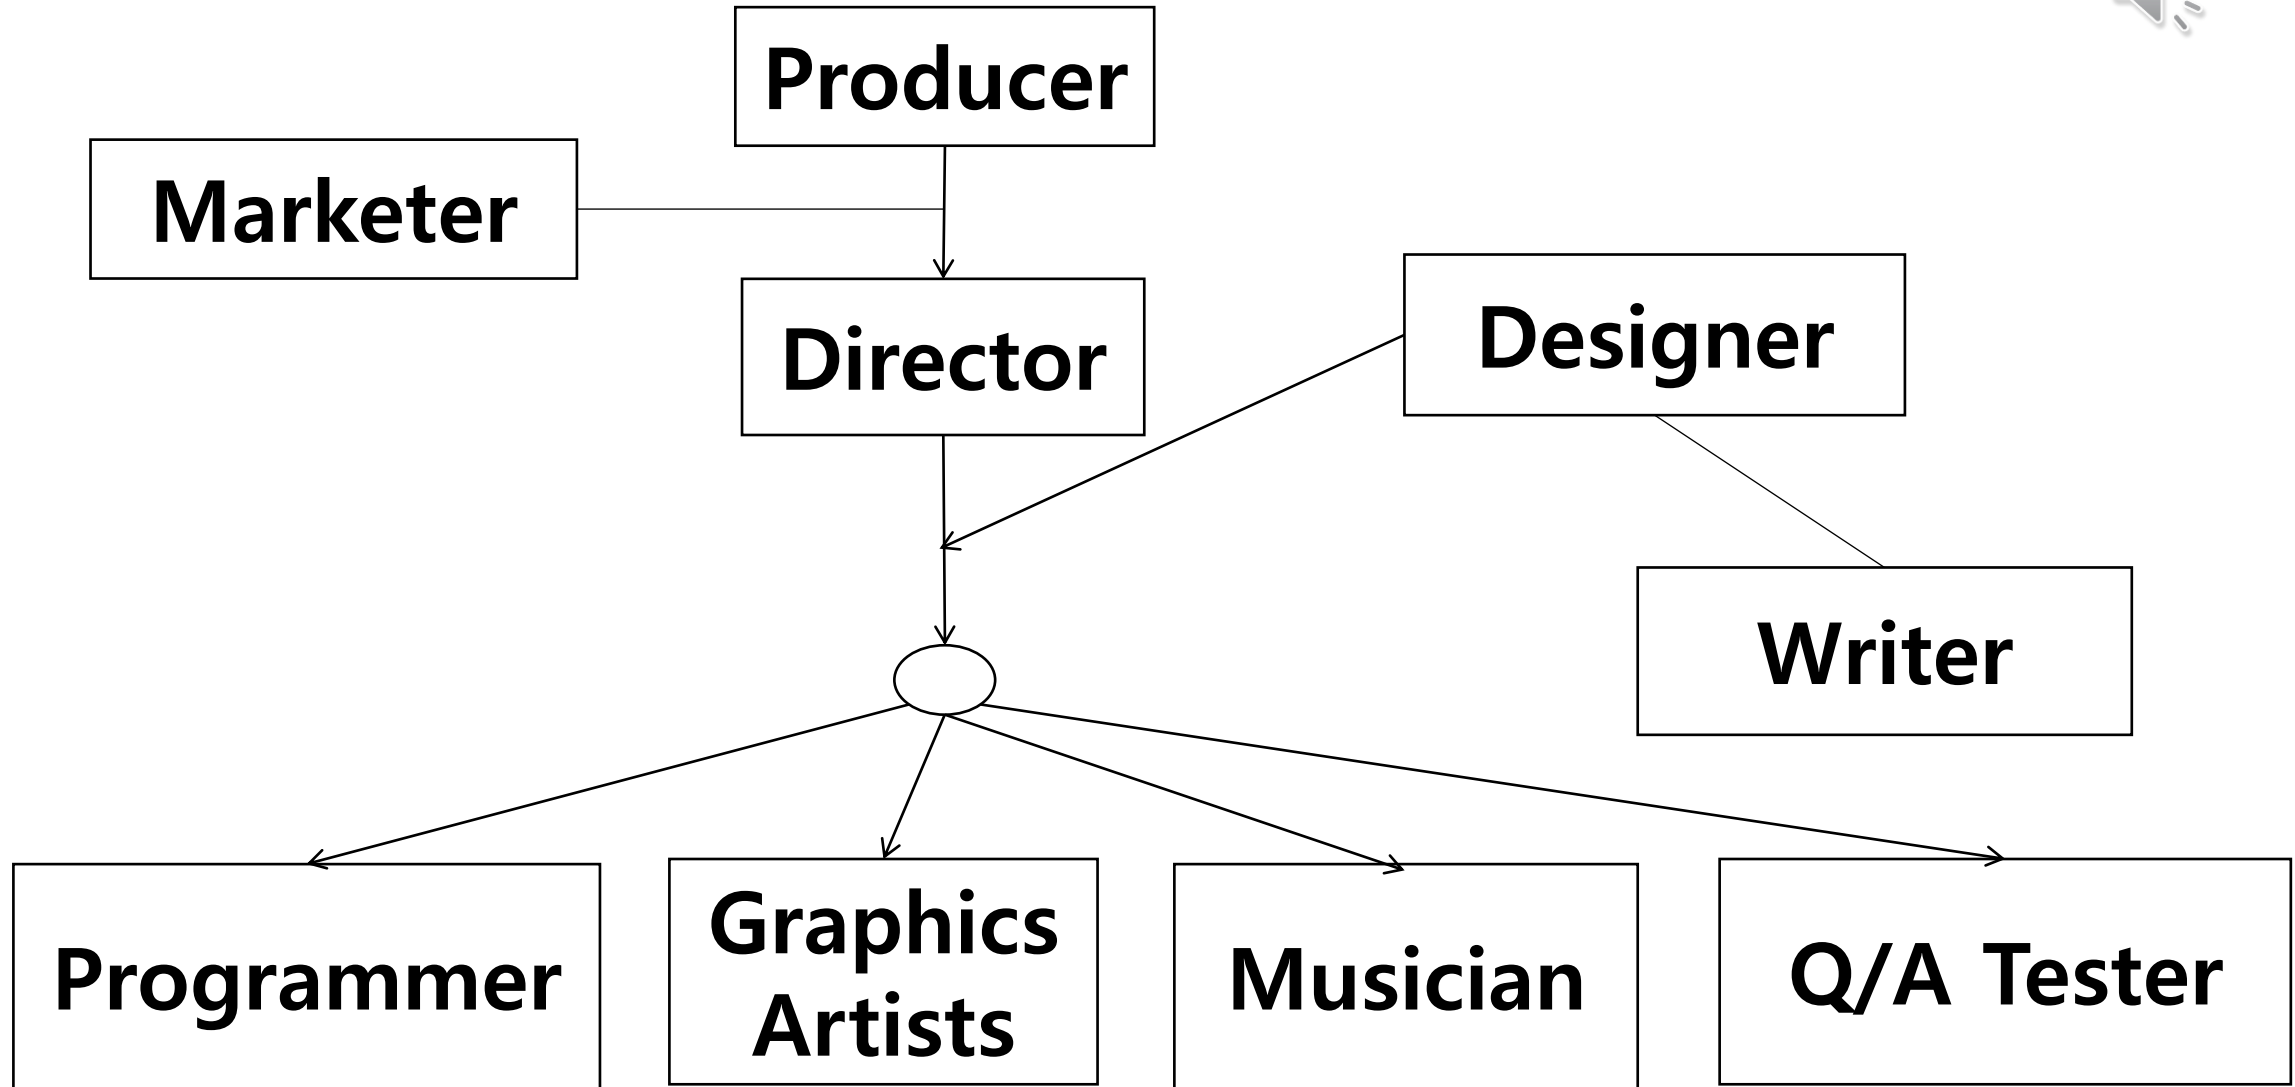 Producer
Marketer
Director
Designer
Writer
Programmer
Graphics
Artists
Musician
Q/A Tester